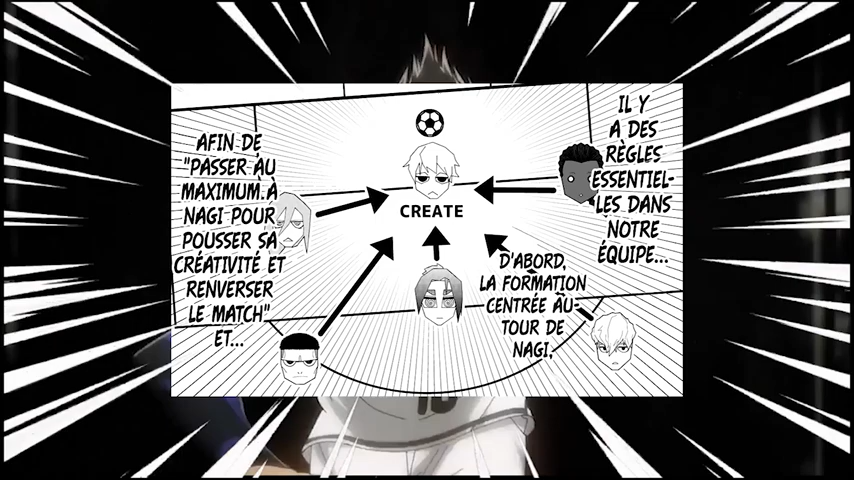 IL Y
A DES
RÈGLES
ESSENTIEL-
LES DANS
NOTRE
ÉQUIPE...
D'ABORD,
LA FORMATION
CENTRÉE AU-
TOUR DE
NAGI,
AFIN DE
"PASSER AU
MAXIMUM À
NAGI POUR
POUSSER SA
CRÉATIVITÉ ET
RENVERSER
LE MATCH"
ET...
CREATE